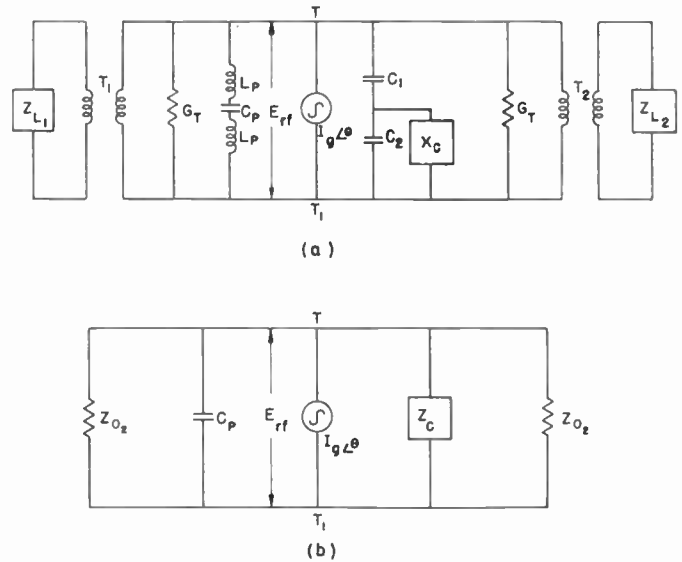 T
T₁ L_P C₁ T₂
Z_L₁ G_T C_P E_rf I_g∠θ C₂ X_C G_T Z_L₂
L_P
T₁
(a)
T
Z_O₂ C_P E_rf I_g∠θ Z_C Z_O₂
T₁
(b)